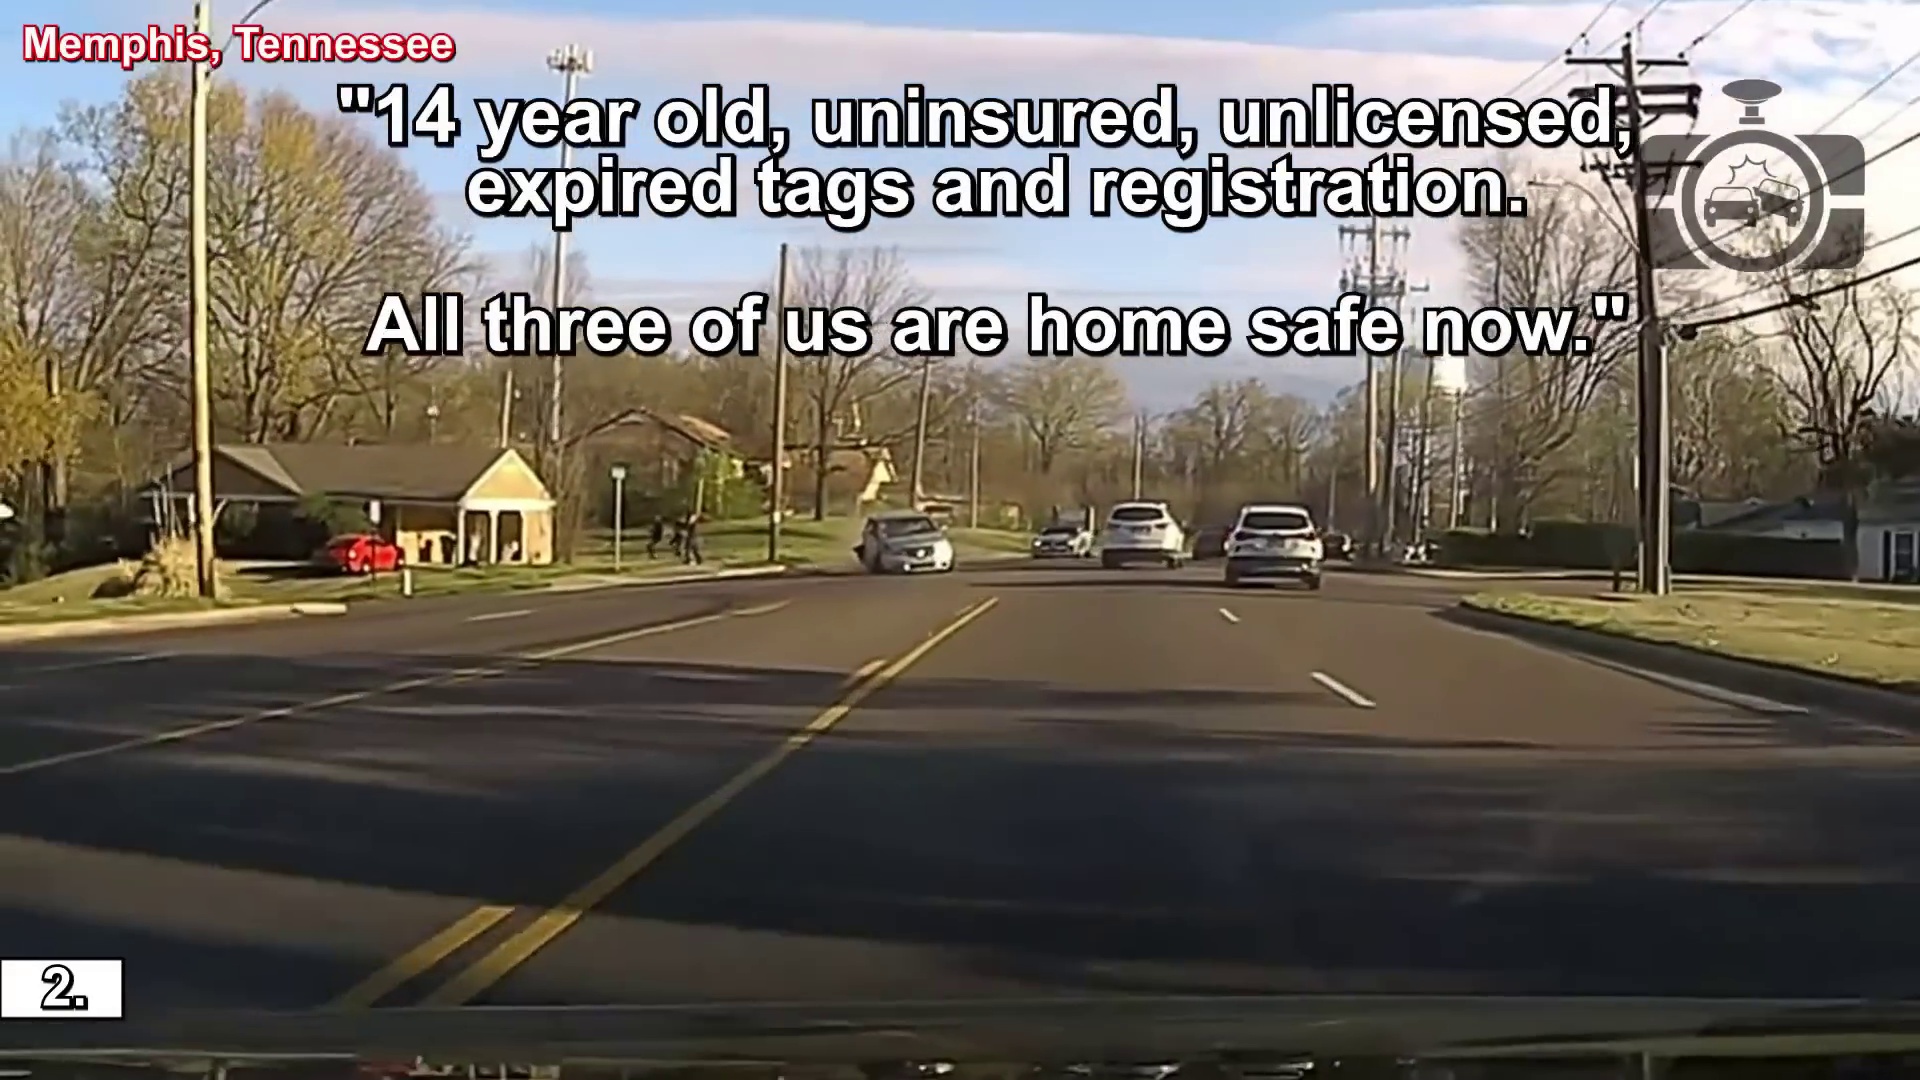 Memphis, Tennessee
"14 year old, uninsured, unlicensed,
expired tags and registration.
All three of us are home safe now."
2.